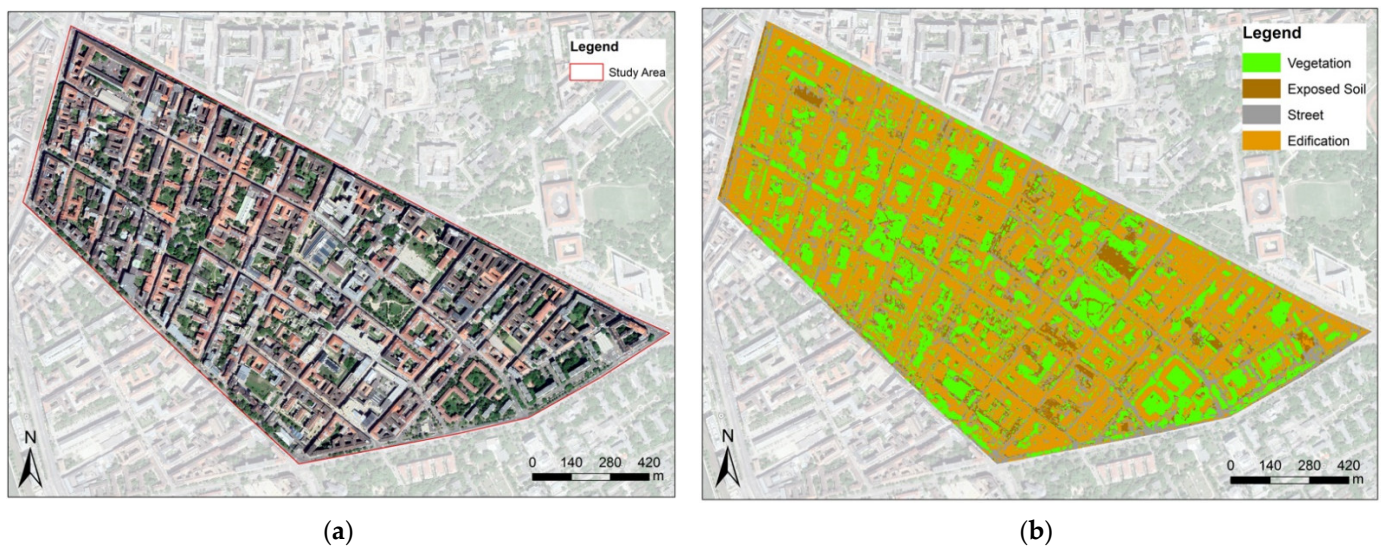 Legend
Study Area
N
0 140 280 420
m
(a)
Legend
Vegetation
Exposed Soil
Street
Edification
N
0 140 280 420
m
(b)